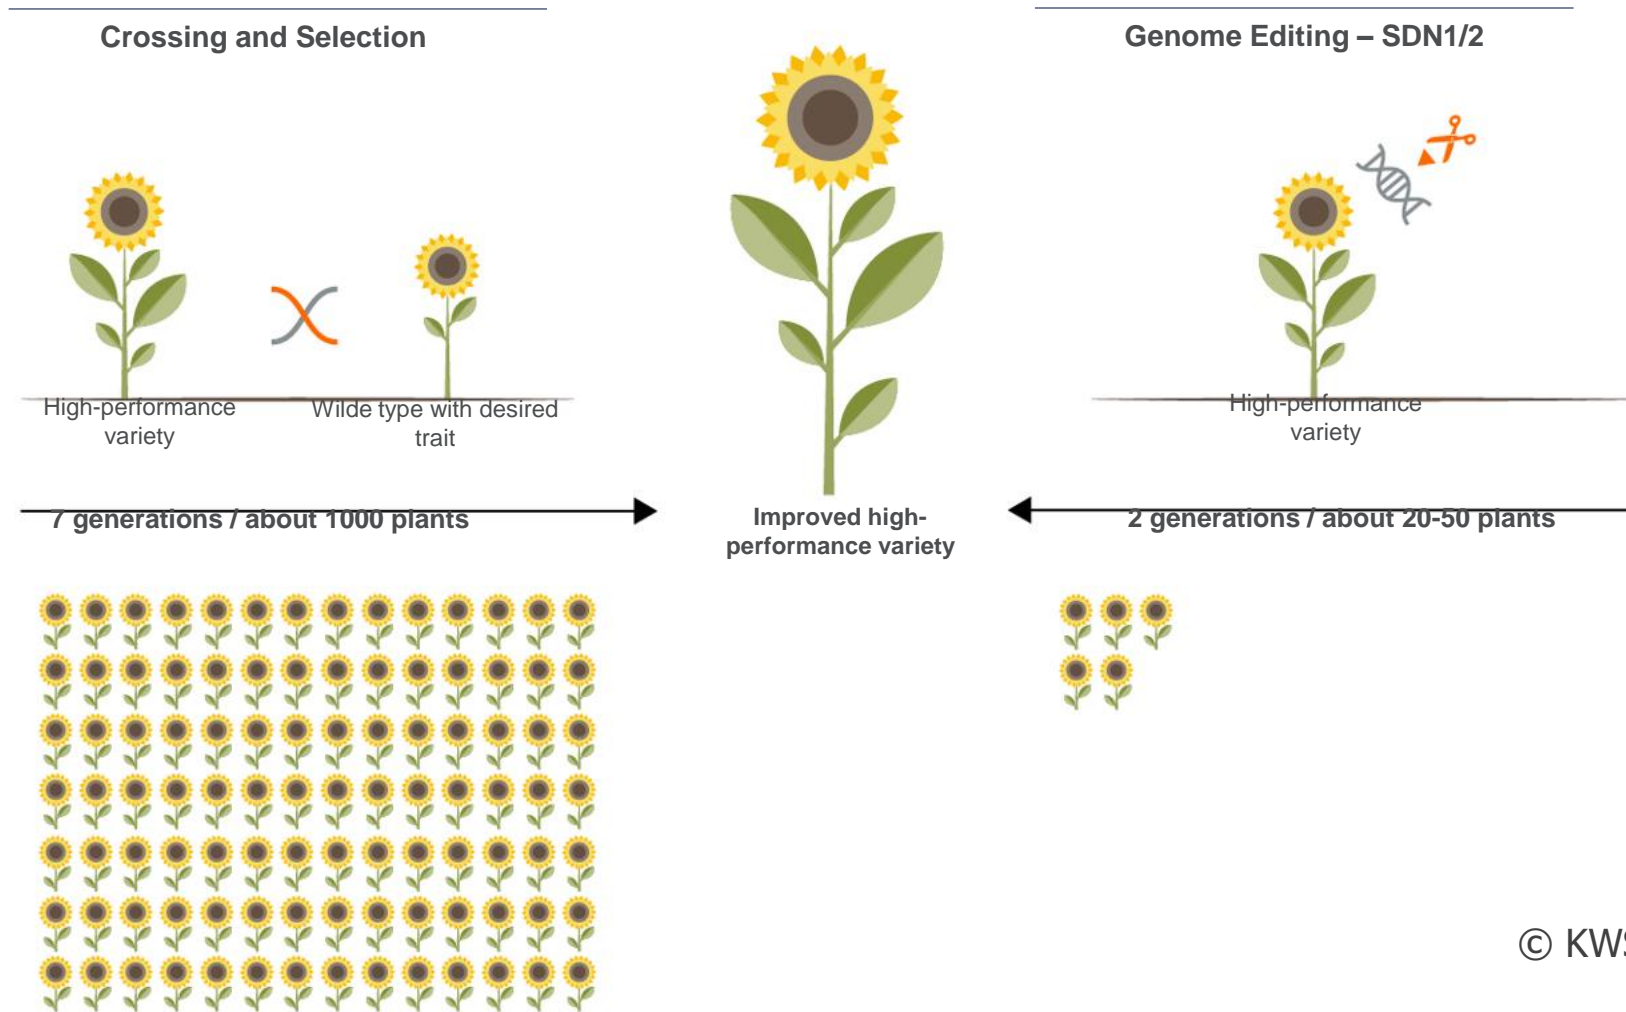 Crossing and Selection
Genome Editing – SDN1/2
High-performance
variety
Wilde type with desired
trait
High-performance
variety
7 generations / about 1000 plants
Improved high-
performance variety
2 generations / about 20-50 plants
© KWS